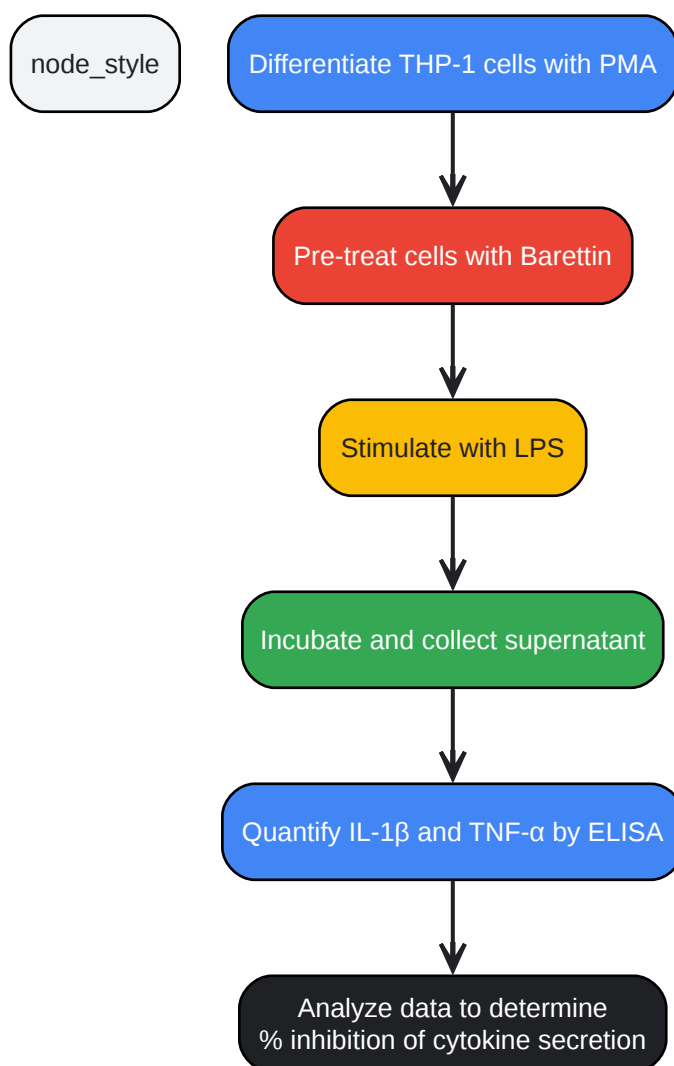 node_style
Differentiate THP-1 cells with PMA
Pre-treat cells with Barettin
Stimulate with LPS
Incubate and collect supernatant
Quantify IL-1β and TNF-α by ELISA
Analyze data to determine
% inhibition of cytokine secretion